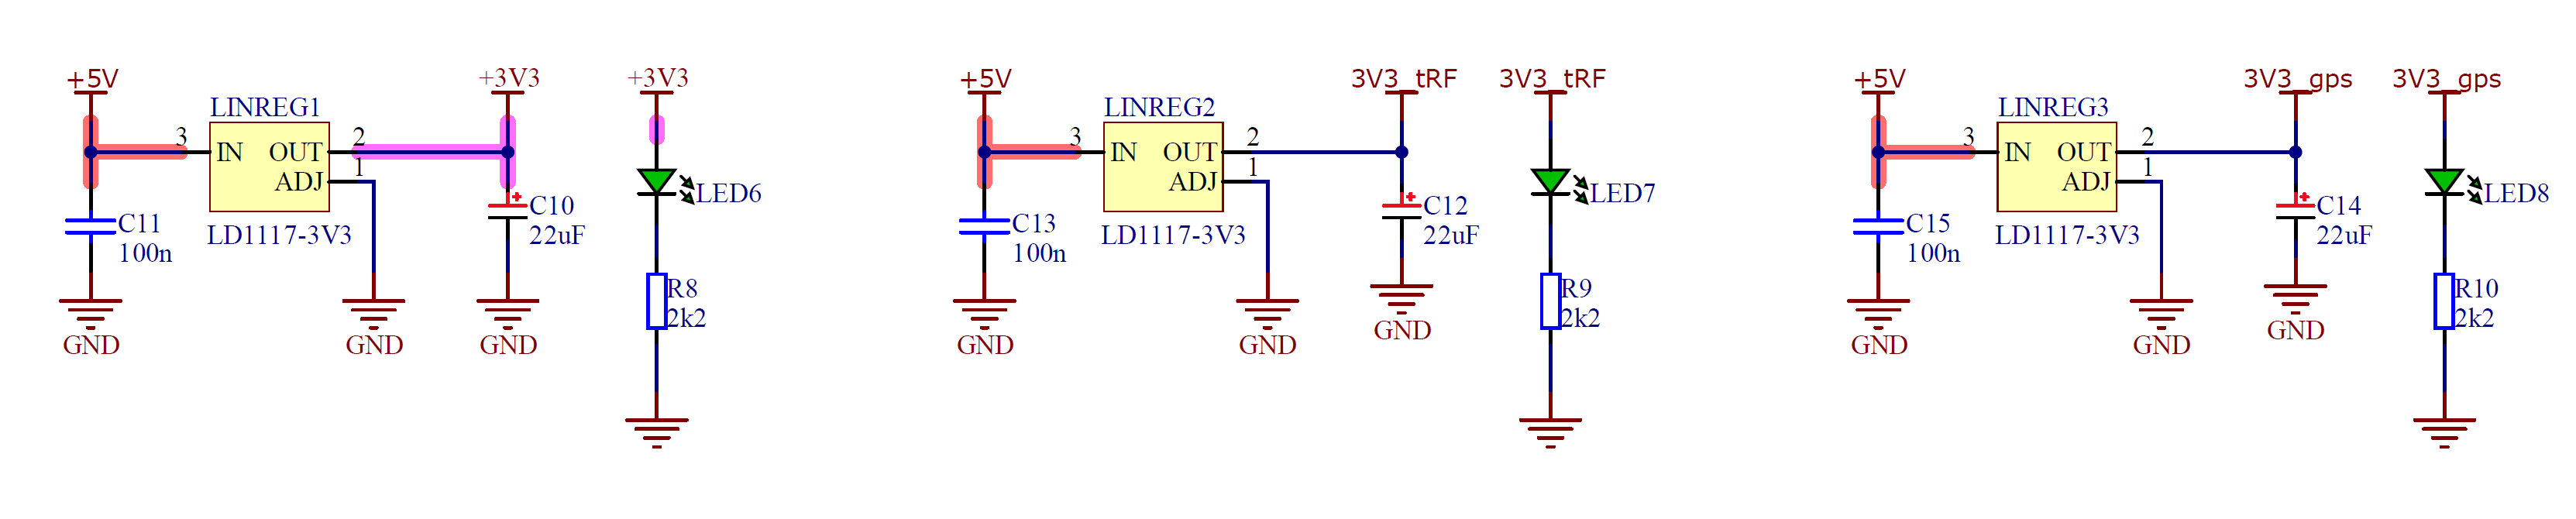 +5V
LINREG1
3
IN
OUT
2
ADJ
1
LD1117-3V3
C11
100n
GND
GND
+3V3
C10
22uF
GND
+3V3
LED6
R8
2k2
+5V
LINREG2
3
IN
OUT
2
ADJ
1
LD1117-3V3
C13
100n
GND
GND
3V3_tRF
C12
22uF
GND
3V3_tRF
LED7
R9
2k2
+5V
LINREG3
3
IN
OUT
2
ADJ
1
LD1117-3V3
C15
100n
GND
GND
3V3_gps
C14
22uF
GND
3V3_gps
LED8
R10
2k2